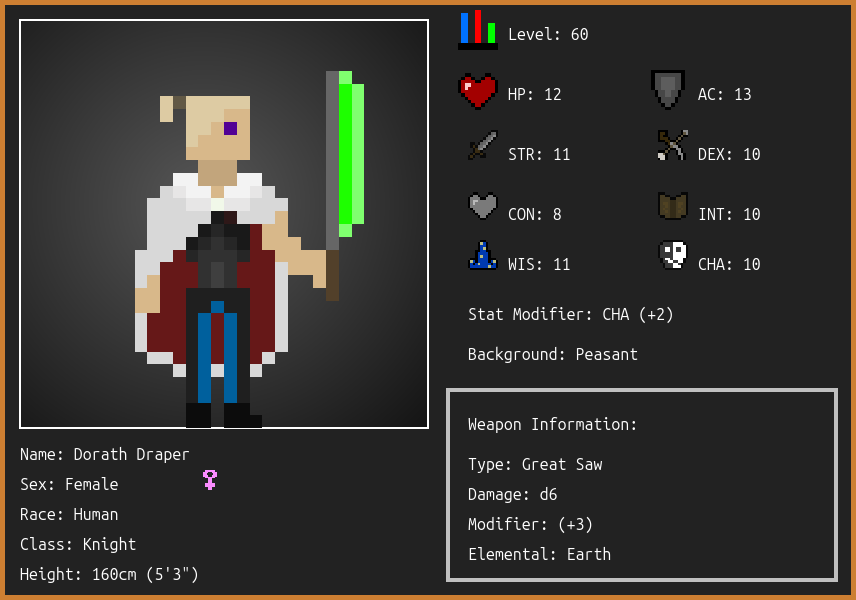 Level: 60
HP: 12
AC: 13
STR: 11
DEX: 10
CON: 8
INT: 10
WIS: 11
CHA: 10
Stat Modifier: CHA (+2)
Background: Peasant
Weapon Information:
Type: Great Saw
Damage: d6
Modifier: (+3)
Elemental: Earth
Name: Dorath Draper
Sex: Female
Race: Human
Class: Knight
Height: 160cm (5'3")